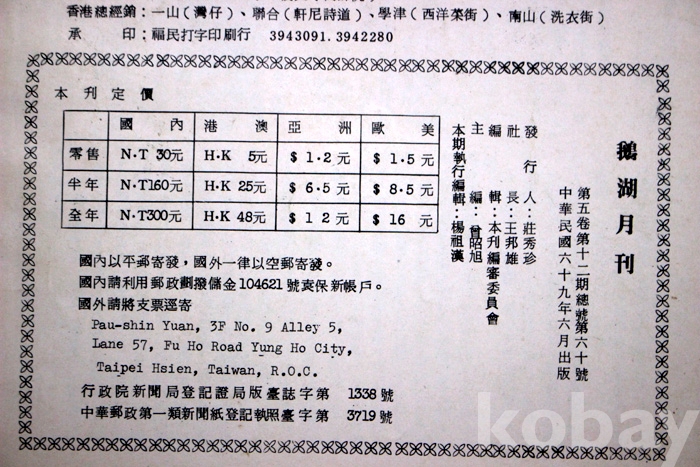 香港總經銷:一山(灣仔)、聯合(軒尼詩道)、學津(西洋菜街)、南山(洗衣街)
承 印:福民打字印刷行 3943091.3942280
鵝湖月刊
第五卷第十二期總號第六十號
中華民國六十九年六月出版
發行人:莊秀珍
社長:王邦雄
編輯:本刊編審委員會
主編:曾昭旭
本期執行編輯:楊祖漢
本刊定價
國內 港澳 亞洲 歐美
零售 N·T 30元 H·K 5元 $1·2元 $1·5元
半年 N·T160元 H·K 25元 $6·5元 $8·5元
全年 N·T300元 H·K 48元 $12元 $16元
國內以平郵寄發,國外一律以空郵寄發。
國內請利用郵政劃撥儲金104621號袁保新帳戶。
國外請將支票逕寄
Pau-shin Yuan, 3F No. 9 Alley 5,
Lane 57, Fu Ho Road Yung Ho City,
Taipei Hsien, Taiwan, R.O.C.
行政院新聞局登記證局版臺誌字第 1338號
中華郵政第一類新聞紙登記執照臺字第 3719號
kobay